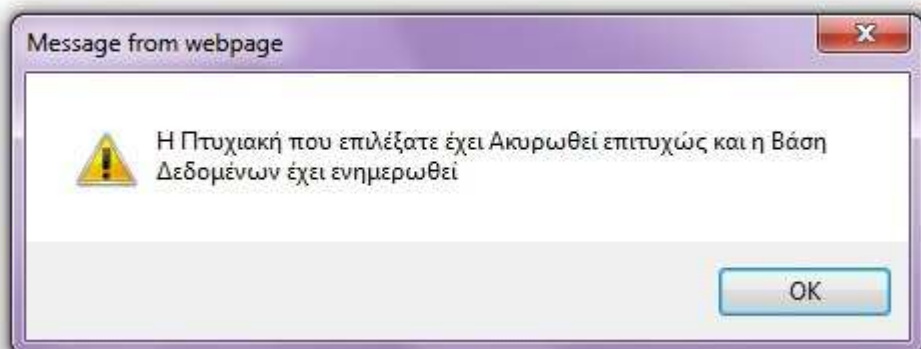 Message from webpage
Η Πτυχιακή που επιλέξατε έχει Ακυρωθεί επιτυχώς και η Βάση
Δεδομένων έχει ενημερωθεί
OK